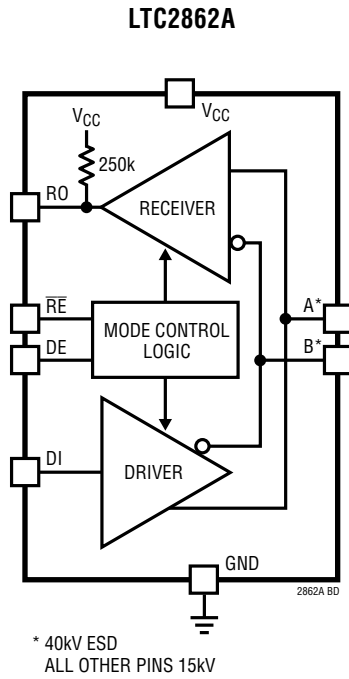 LTC2862A
VCC
VCC
250k
RO
RECEIVER
RE
A*
MODE CONTROL
LOGIC
DE
B*
DI
DRIVER
GND
2862A BD
* 40kV ESD
ALL OTHER PINS 15kV